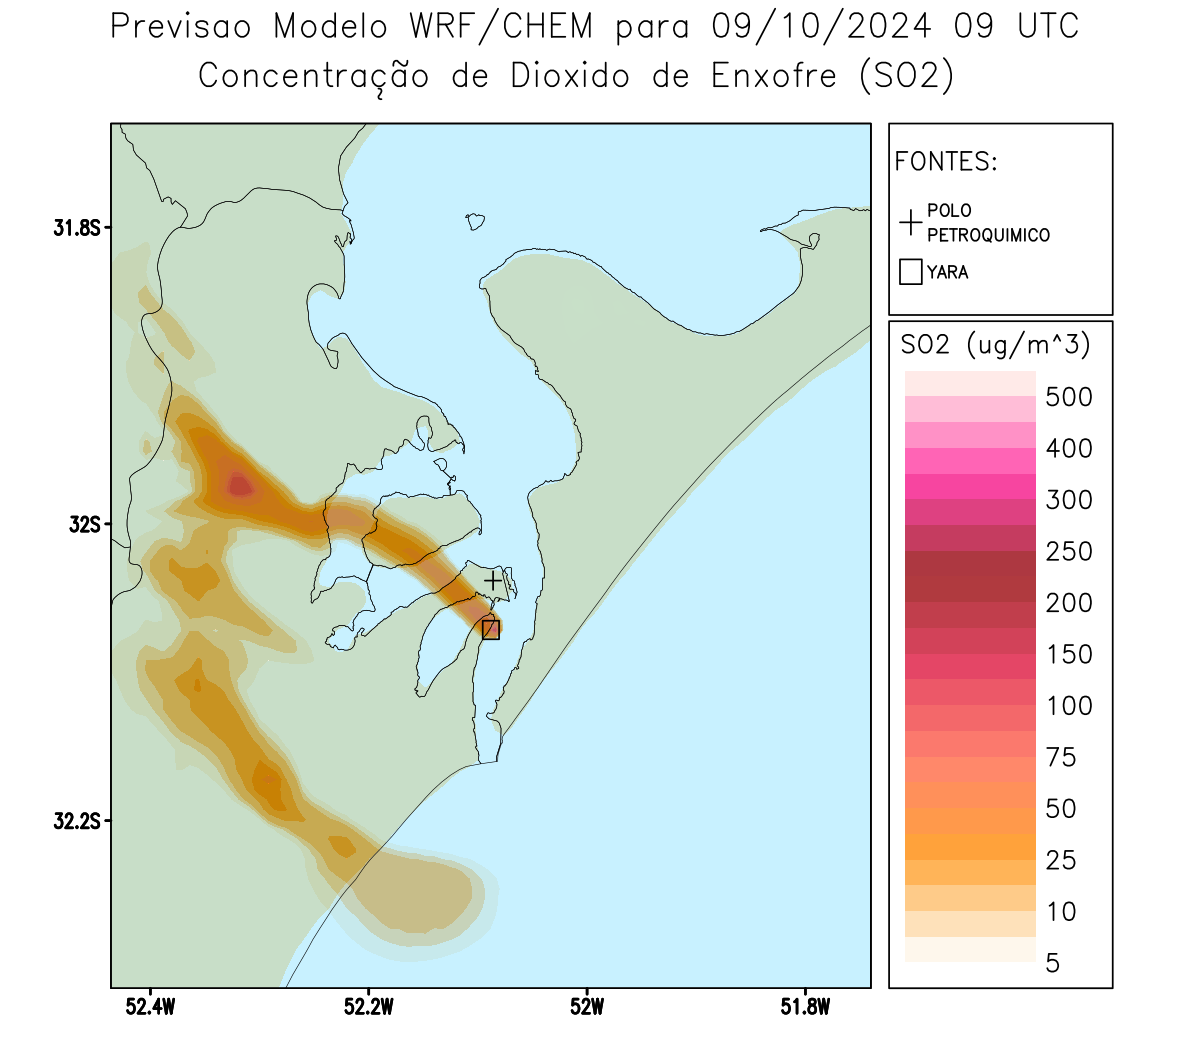 Previsao Modelo WRF/CHEM para 09/10/2024 09 UTC
Concentração de Dioxido de Enxofre (SO2)
FONTES:
POLO
PETROQUIMICO
YARA
SO2 (ug/m^3)
500
400
300
250
200
150
100
75
50
25
10
5
31.8S
32S
32.2S
52.4W
52.2W
52W
51.8W